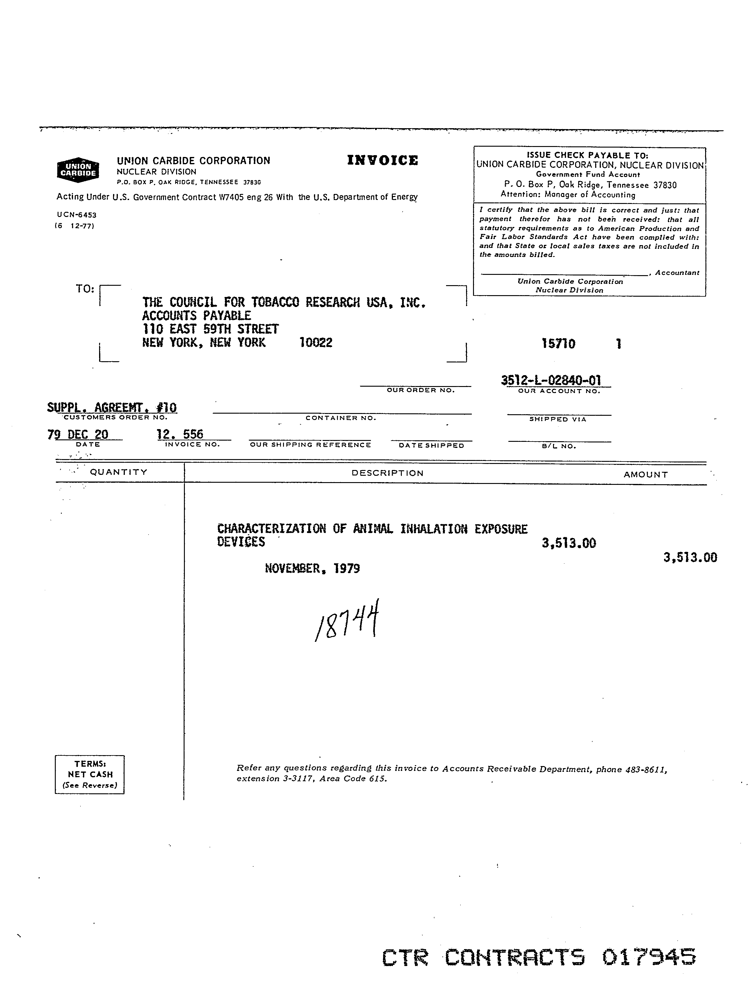 UNION CARBIDE
UNION CARBIDE CORPORATION
NUCLEAR DIVISION
P.O. BOX P, OAK RIDGE, TENNESSEE 37830
INVOICE
Acting Under U.S. Government Contract W7405 eng 26 With the U.S. Department of Energy
UCN-6453
(6 12-77)
ISSUE CHECK PAYABLE TO:
UNION CARBIDE CORPORATION, NUCLEAR DIVISION
Government Fund Account
P. O. Box P, Oak Ridge, Tennessee 37830
Attention: Manager of Accounting
I certify that the above bill is correct and just: that
payment therefor has not been received: that all
statutory requirements as to American Production and
Fair Labor Standards Act have been complied with:
and that State or local sales taxes are not included in
the amounts billed.
, Accountant
Union Carbide Corporation
Nuclear Division
TO:
THE COUNCIL FOR TOBACCO RESEARCH USA, INC.
ACCOUNTS PAYABLE
110 EAST 59TH STREET
NEW YORK, NEW YORK 10022
15710 1
3512-L-02840-01
OUR ORDER NO. OUR ACCOUNT NO.
SUPPL. AGREEMT. #10
CUSTOMERS ORDER NO. CONTAINER NO. SHIPPED VIA
79 DEC 20 12. 556
DATE INVOICE NO. OUR SHIPPING REFERENCE DATE SHIPPED B/L NO.
QUANTITY DESCRIPTION AMOUNT
CHARACTERIZATION OF ANIMAL INHALATION EXPOSURE
DEVICES 3,513.00
3,513.00
NOVEMBER, 1979
18744
TERMS:
NET CASH
(See Reverse)
Refer any questions regarding this invoice to Accounts Receivable Department, phone 483-8611,
extension 3-3117, Area Code 615.
CTR CONTRACTS 017945